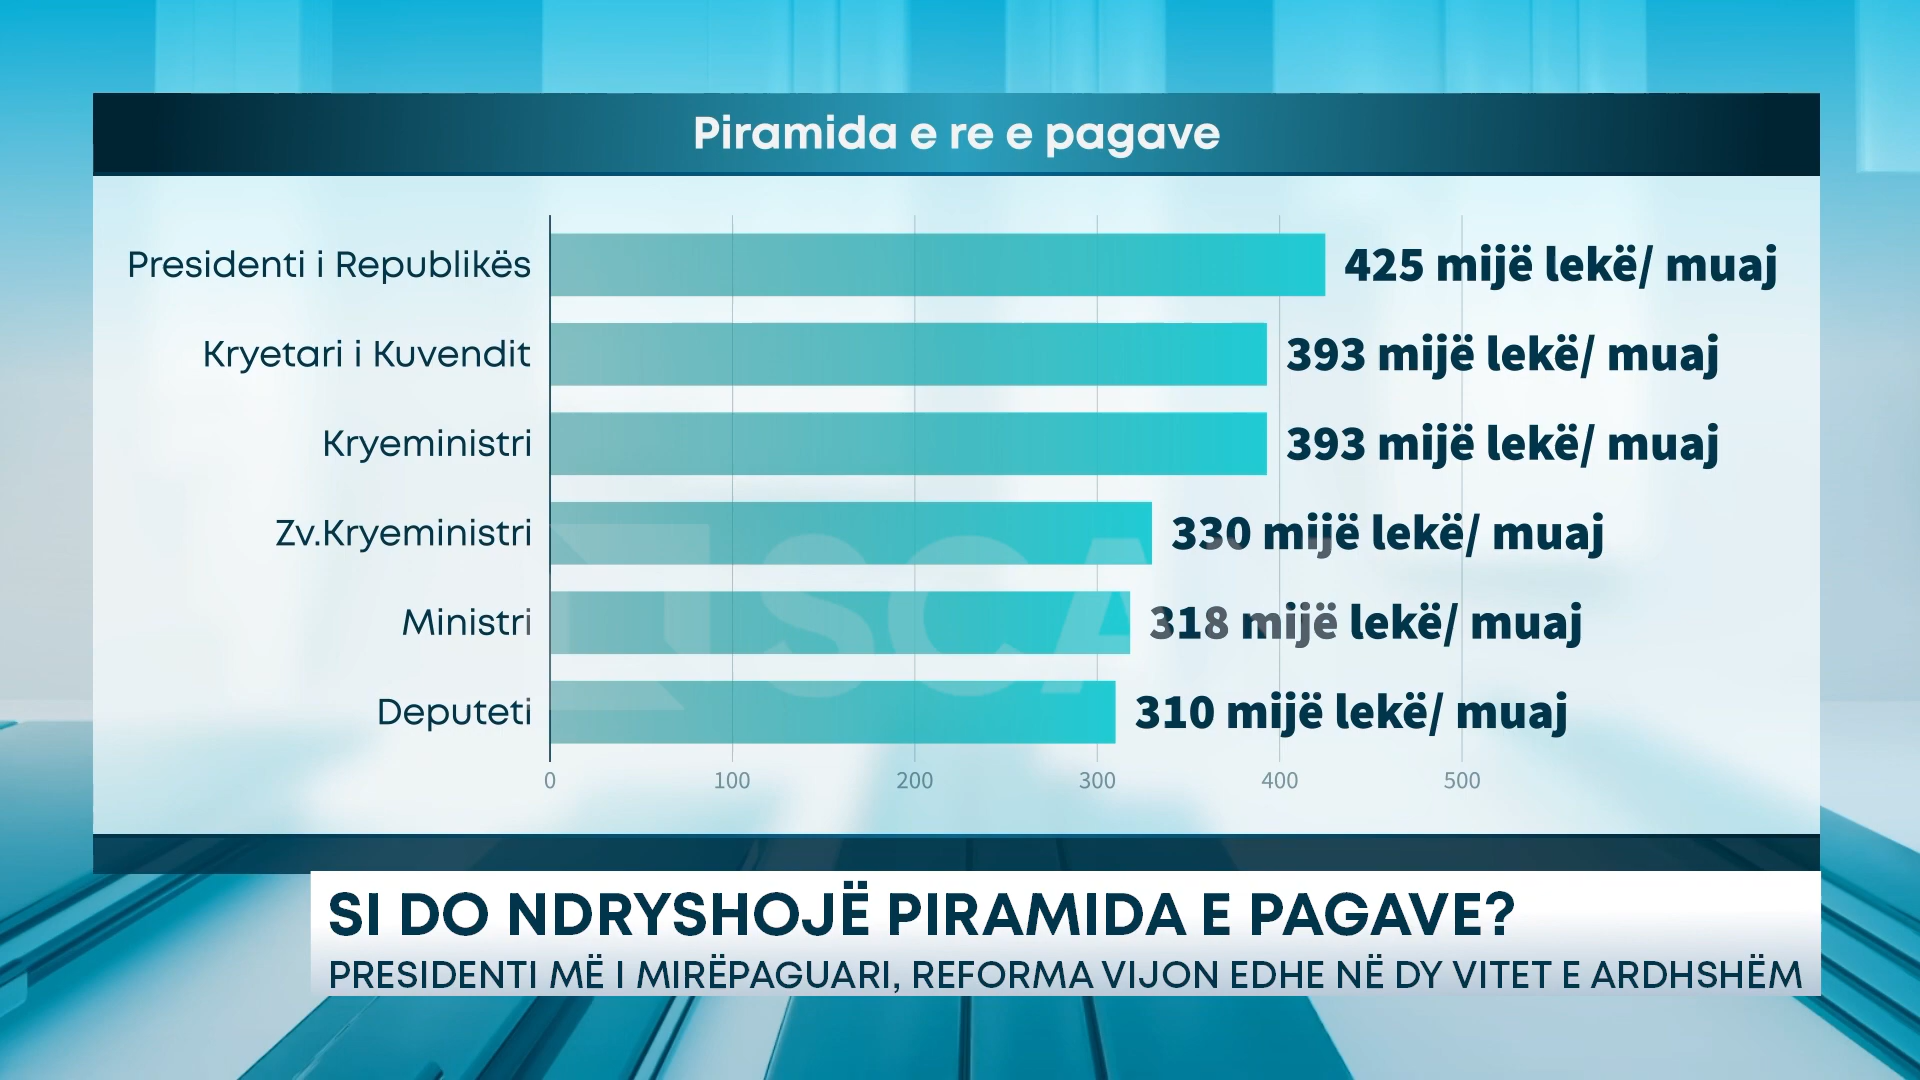 Piramida e re e pagave
Presidenti i Republikës 425 mijë lekë/ muaj
Kryetari i Kuvendit 393 mijë lekë/ muaj
Kryeministri 393 mijë lekë/ muaj
Zv.Kryeministri 330 mijë lekë/ muaj
Ministri 318 mijë lekë/ muaj
Deputeti 310 mijë lekë/ muaj
0 100 200 300 400 500
SI DO NDRYSHOJË PIRAMIDA E PAGAVE?
PRESIDENTI MË I MIRËPAGUARI, REFORMA VIJON EDHE NË DY VITET E ARDHSHËM